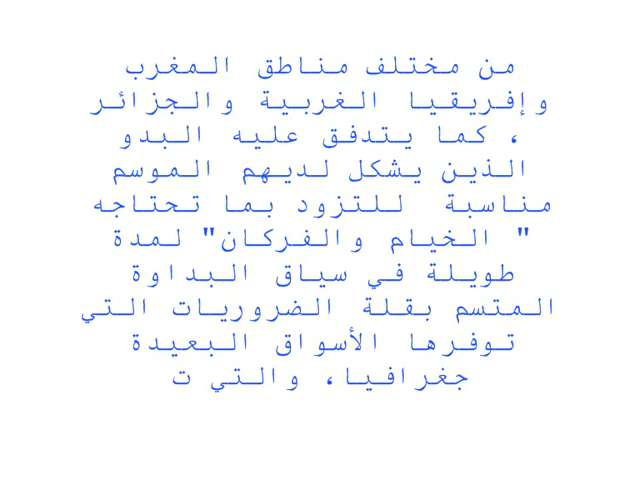 من مختلف مناطق المغرب
وإفريقيا الغربية والجزائر
، كما يتدفق عليه البدو
الذين يشكل لديهم الموسم
مناسبة للتزود بما تحتاجه
" الخيام والفركان" لمدة
طويلة في سياق البداوة
المتسم بقلة الضروريات التي
توفرها الأسواق البعيدة
جغرافيا، والتي ت